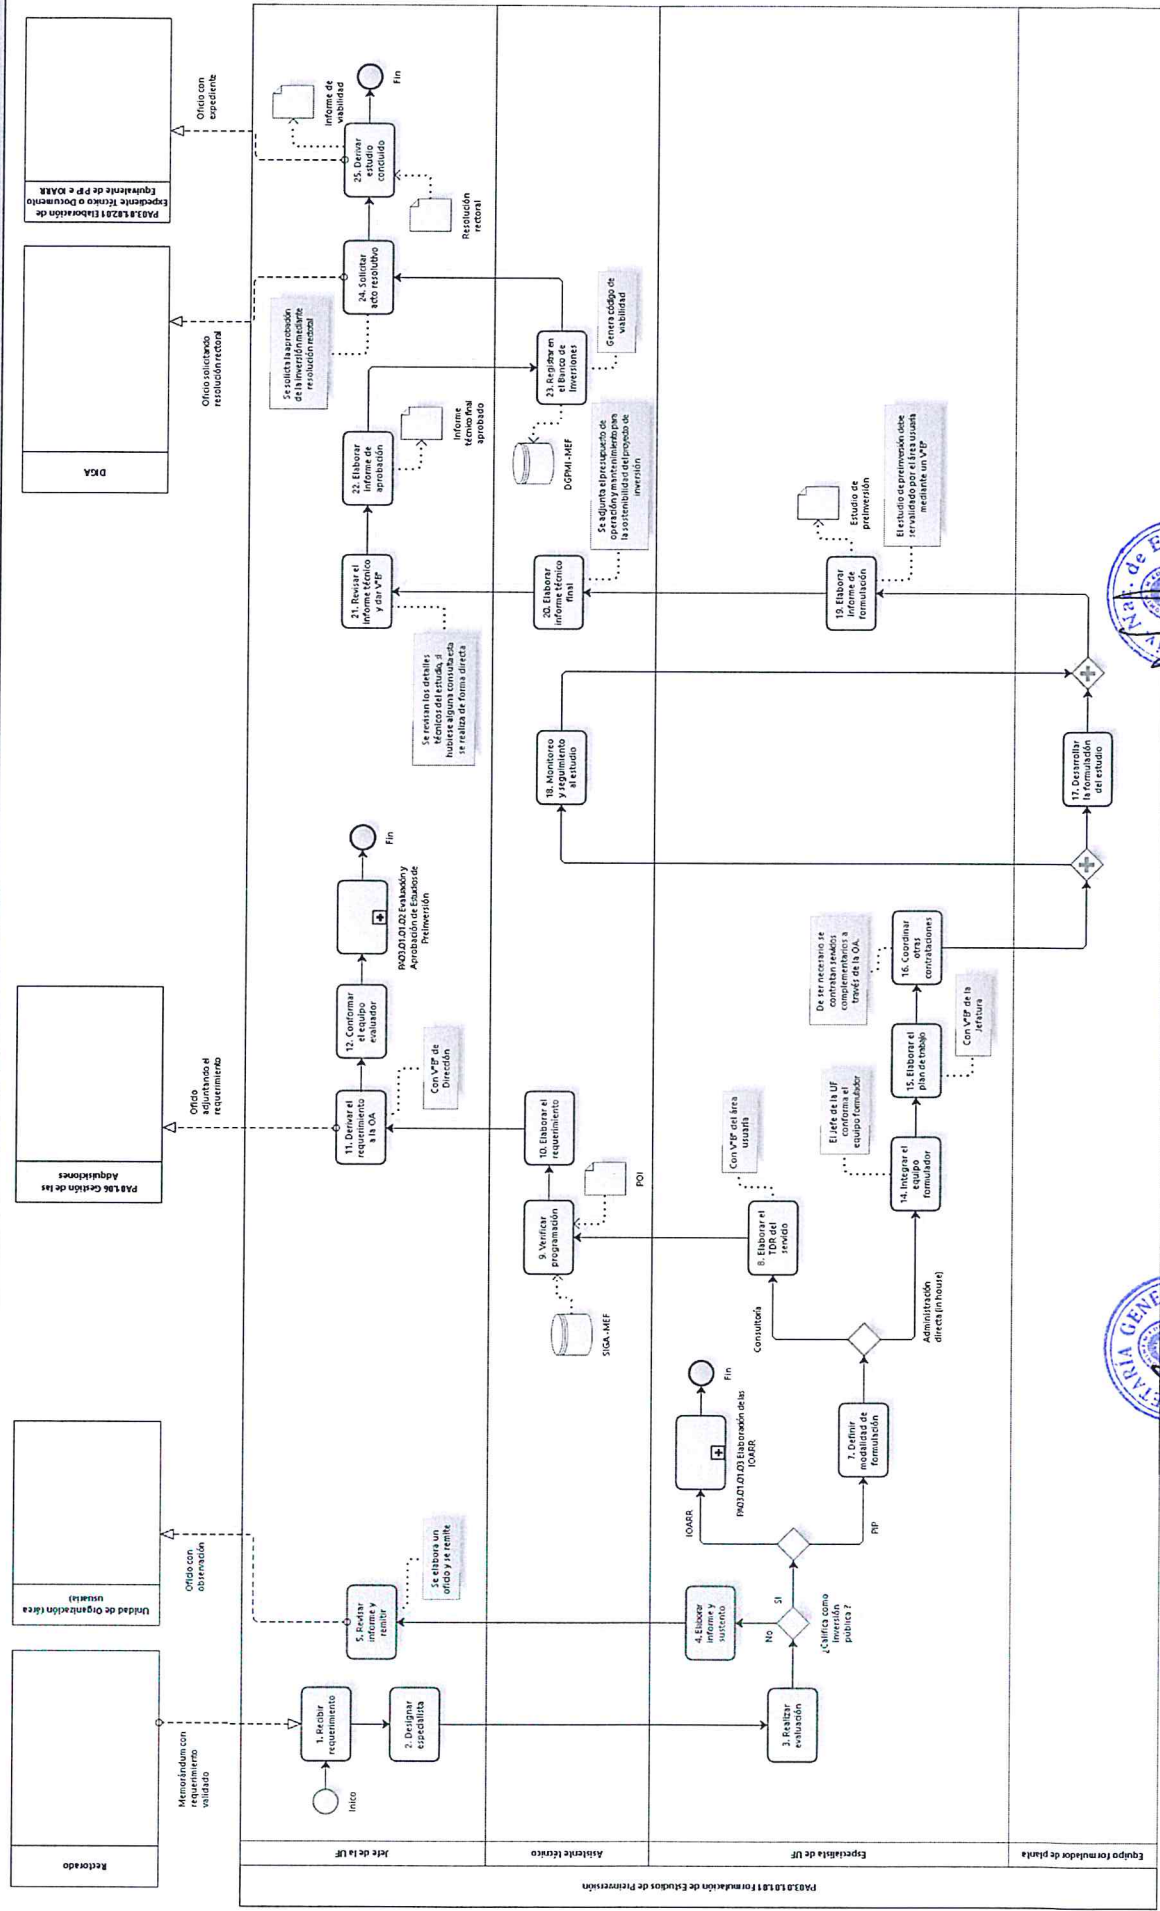 Rectorado
Memorándum con
requerimiento
validado
Unidad de Organización (área
usuaria)
Oficio con
observación
PA01.06 Gestión de las
Adquisiciones
Oficio
adjuntando el
requerimiento
DIGA
Oficio solicitando
resolución rectoral
PA03.01.02.01 Elaboración de
Expediente Técnico o Documento
Equivalente de PIP e IOARR
Oficio con
expediente
PA03.01.01.01 Formulación de Estudios de Preinversión
Jefe de la UF
Inicio
1. Recibir
requerimiento
2. Designar
especialista
5. Revisar
informe y
remitir
Se elabora un
oficio y se remite
11. Derivar el
requerimiento
a la OA
Con V°B° de
Dirección
12. Conformar
el equipo
evaluador
PA03.01.01.02 Evaluación y
Aprobación de Estudios de
Preinversión
Fin
21. Revisar el
informe técnico
y dar V°B°
Se revisan los detalles
técnicos del estudio, si
hubiese alguna consulta esta
se realiza de forma directa
22. Elaborar
informe de
aprobación
Informe
técnico final
aprobado
Se solicita la aprobación
de la inversión mediante
resolución rectoral
24. Solicitar
acto resolutivo
25. Derivar
estudio
concluido
Resolución
rectoral
Informe de
viabilidad
Fin
Asistente técnico
SIGA-MEF
9. Verificar
programación
POI
10. Elaborar el
requerimiento
18. Monitoreo
y seguimiento
al estudio
20. Elaborar
informe técnico
final
Se adjunta el presupuesto de
operación y mantenimiento para
la sostenibilidad del proyecto de
inversión
DGPMI-MEF
23. Registrar en
el Banco de
Inversiones
Genera código de
viabilidad
Especialista de UF
3. Realizar
evaluación
¿Califica como
inversión
pública ?
No
SI
4. Elaborar
informe y
sustento
IOARR
PA03.01.01.03 Elaboración de las
IOARR
Fin
PIP
7. Definir
modalidad de
formulación
Consultoría
8. Elaborar el
TDR del
servicio
Con V°B° del área
usuaria
Administración
directa (in house)
14. Integrar el
equipo
formulador
El Jefe de la UF
conforma el
equipo formulador
15. Elaborar el
plan de trabajo
Con V°B° de la
Jefatura
16. Coordinar
otras
contrataciones
De ser necesario se
contratan servicios
complementarios a
través de la OA.
19. Elaborar
informe de
formulación
Estudio de
preinversión
El estudio de preinversión debe
ser validado por el área usuaria
mediante un V°B°
Equipo formulador de planta
17. Desarrollar
la formulación
del estudio